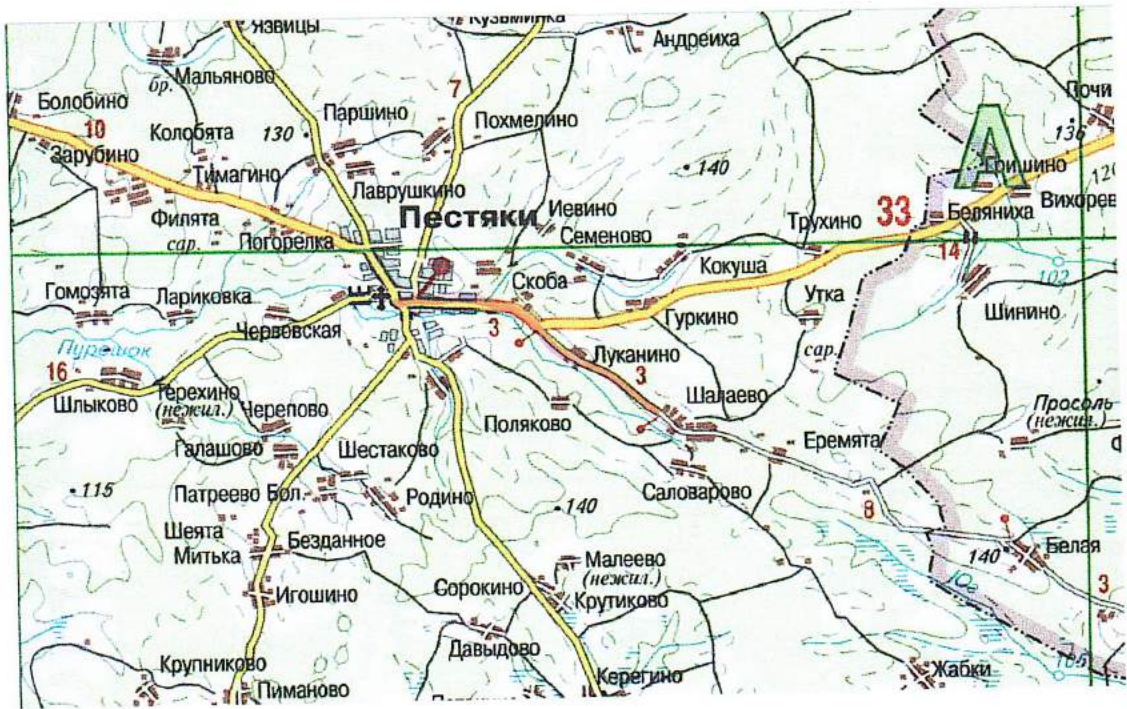 Язвицы
Кузьминка
Андреиха
бр.
Мальяново
7
Почи
Болобино
10
Паршино
Колобята
130
Похмелино
136
Зарубино
Тимагино
140
А
Гришино
120
Лаврушкино
Филята
Пестяки
Иевино
Трухино
33
Беляниха
Вихорев
сар.
Погорелка
Семеново
14
Кокуша
102
Гомозята
Лариковка
Скоба
Утка
Шинино
Червовская
3
Гуркино
Пурешок
Луканино
сар.
16
Терехино
(нежил.)
3
Шлыково
Черепово
Шалаево
Просоль
(нежил.)
Поляково
Галашово
Шестаково
Еремята
Ф
115
Патреево Бол.
Родино
Саловарово
140
8
Шеята
Митька
Безданное
Малеево
(нежил.)
140
Белая
Сорокино
Юг
Игошино
Крутиково
3
Давыдово
Крупниково
Жабки
105
Пиманово
Керегино